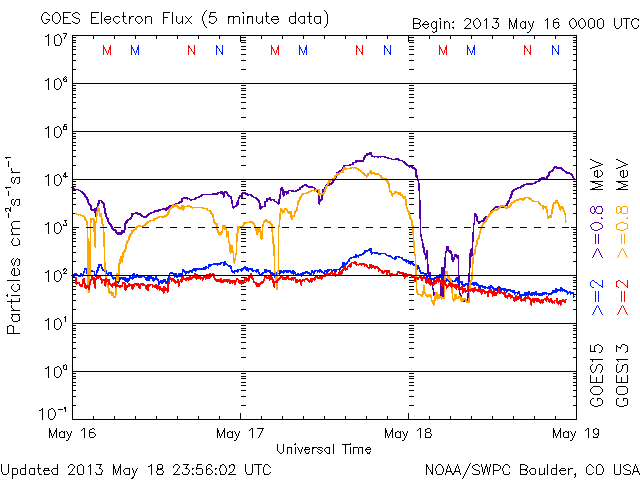 GOES Electron Flux (5 minute data)
Begin: 2013 May 16 0000 UTC
M M N N M M N N M M N N
10⁷
10⁶
10⁵
10⁴
10³
10²
10¹
10⁰
10⁻¹
Particles cm⁻²s⁻¹sr⁻¹
May 16 May 17 May 18 May 19
Universal Time
GOES15 >=2 >=0.8 MeV
GOES13 >=2 >=0.8 MeV
Updated 2013 May 18 23:56:02 UTC
NOAA/SWPC Boulder, CO USA